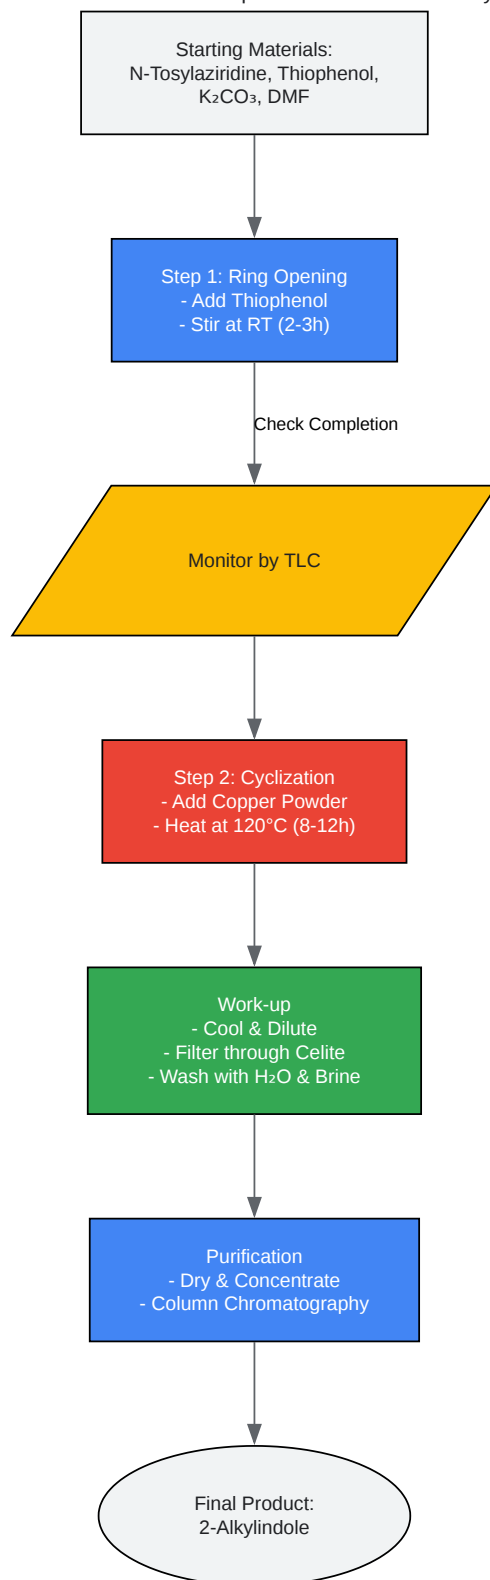 Starting Materials:
N-Tosylaziridine, Thiophenol,
K₂CO₃, DMF
Step 1: Ring Opening
- Add Thiophenol
- Stir at RT (2-3h)
Check Completion
Monitor by TLC
Step 2: Cyclization
- Add Copper Powder
- Heat at 120°C (8-12h)
Work-up
- Cool & Dilute
- Filter through Celite
- Wash with H₂O & Brine
Purification
- Dry & Concentrate
- Column Chromatography
Final Product:
2-Alkylindole